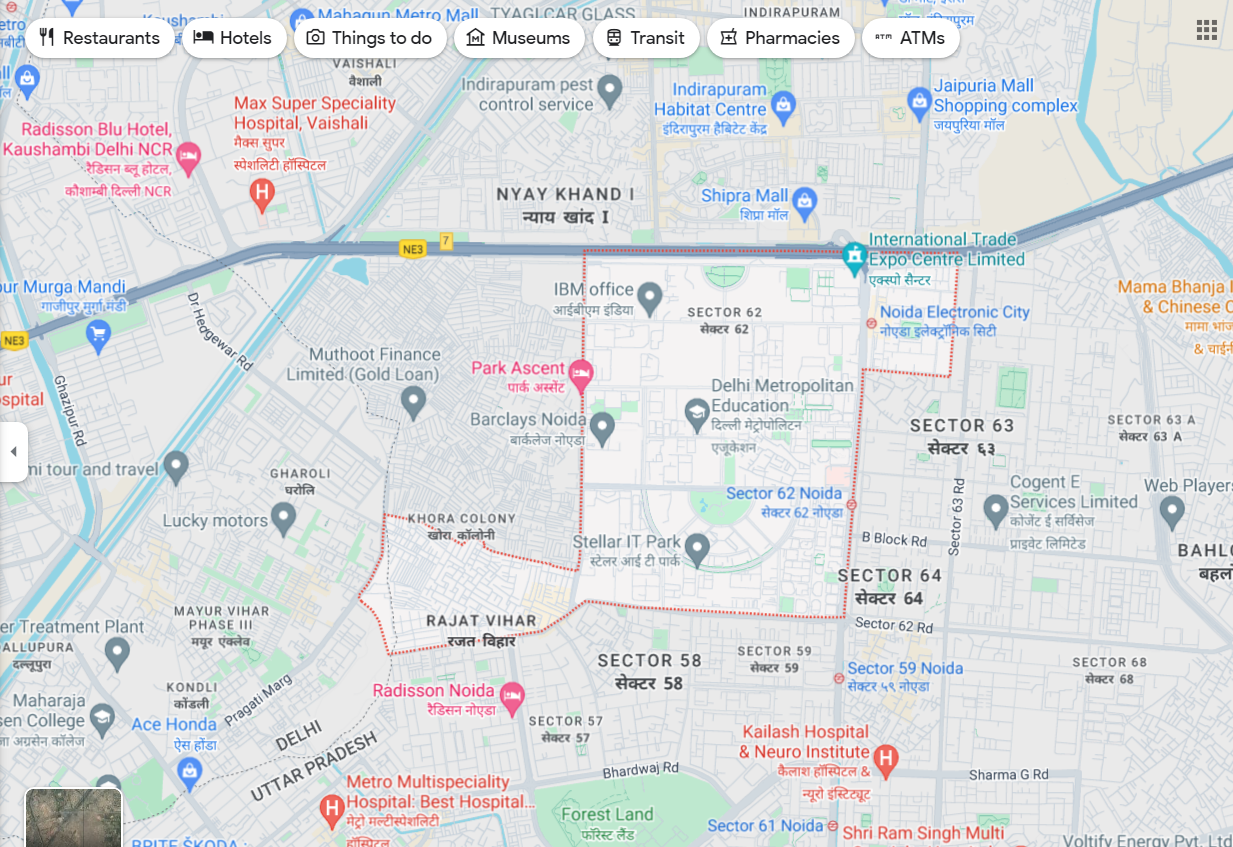 Kaushambi
Mahagun Metro Mall
TYAGI CAR GLASS
INDIRAPURAM
Restaurants
Hotels
Things to do
Museums
Transit
Pharmacies
ATMs
VAISHALI
वैशाली
Indirapuram pest
control service
Indirapuram
Habitat Centre
इंदिरापुरम हैबिटेट केंद्र
Jaipuria Mall
Shopping complex
जयपुरिया मॉल
Max Super Speciality
Hospital, Vaishali
मैक्स सुपर
स्पेशलिटी हॉस्पिटल
Radisson Blu Hotel,
Kaushambi Delhi NCR
रैडिसन ब्लू होटल,
कौशाम्बी दिल्ली NCR
NYAY KHAND I
न्याय खांद I
Shipra Mall
शिप्रा मॉल
NE3
7
International Trade
Expo Centre Limited
एक्स्पो सैन्टर
our Murga Mandi
गाजीपुर मुर्गा मंडी
IBM office
आईबीएम इंडिया
SECTOR 62
सेक्टर 62
Noida Electronic City
नोएडा इलेक्ट्रॉनिक सिटी
Mama Bhanja
& Chinese
मामा भांज
& चाईनी
NE3
Dr Hedgewar Rd
Ghazipur Rd
Muthoot Finance
Limited (Gold Loan)
Park Ascent
पार्क अस्सेंट
Barclays Noida
बार्कलेज नोएडा
Delhi Metropolitan
Education
दिल्ली मेट्रोपोलिटन
एजूकेशन
SECTOR 63
सेक्टर ६३
SECTOR 63 A
सेक्टर 63 A
mi tour and travel
GHAROLI
घरोलि
Lucky motors
KHORA COLONY
खोरा कॉलोनी
Sector 62 Noida
सेक्टर 62 नोएडा
Sector 63 Rd
Cogent E
Services Limited
कोजेंट ई सर्विसेज
प्राइवेट लिमिटेड
Web Players
Stellar IT Park
स्टेलर आई टी पार्क
B Block Rd
BAHLO
बहलो
SECTOR 64
सेक्टर 64
MAYUR VIHAR
PHASE III
मयूर एंक्लेव
RAJAT VIHAR
रजत विहार
Sector 62 Rd
er Treatment Plant
ALLUPURA
दल्लूपुरा
SECTOR 58
सेक्टर 58
SECTOR 59
सेक्टर 59
Sector 59 Noida
सेक्टर ५९ नोएडा
SECTOR 68
सेक्टर 68
KONDLI
कोंडली
Pragati Marg
Maharaja
sen College
जा अग्रसेन कॉलेज
Ace Honda
ऐस होंडा
Radisson Noida
रैडिसन नोएडा
SECTOR 57
सेक्टर 57
DELHI
UTTAR PRADESH
Kailash Hospital
& Neuro Institute
कैलाश हॉस्पिटल &
न्यूरो इंस्टिट्यूट
Bhardwaj Rd
Sharma G Rd
Metro Multispeciality
Hospital: Best Hospital...
मेट्रो मल्टीस्पेशलिटी
हॉस्पिटल
Forest Land
फॉरेस्ट लैंड
Sector 61 Noida
Shri Ram Singh Multi
Voltify Energy Pvt. Ltd
BRITE ŠKODA :